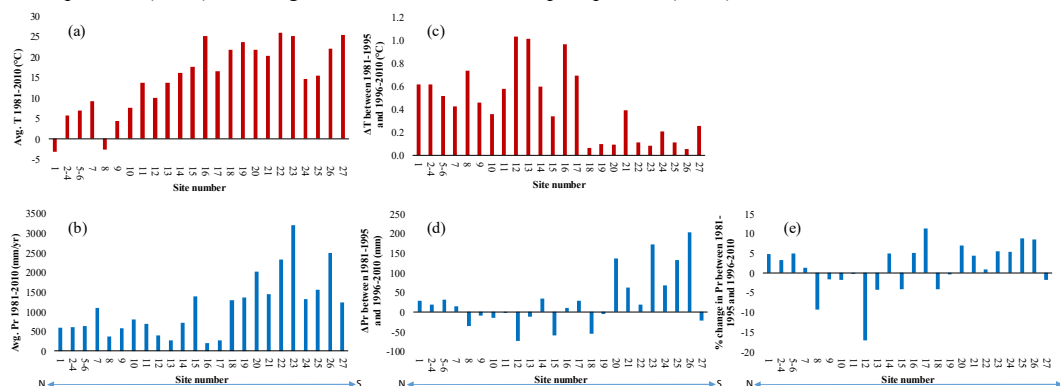 (a)
Avg. T 1981-2010 (°C)
30
25
20
15
10
5
0
-5
1 2-4 5-6 7 8 9 10 11 12 13 14 15 16 17 18 19 20 21 22 23 24 25 26 27
Site number
(c)
ΔT between 1981-1995
and 1996-2010 (°C)
1.2
1.0
0.8
0.6
0.4
0.2
0.0
1 2-4 5-6 7 8 9 10 11 12 13 14 15 16 17 18 19 20 21 22 23 24 25 26 27
Site number
(b)
Avg. Pr 1981-2010 (mm/yr)
3500
3000
2500
2000
1500
1000
500
0
1 2-4 5-6 7 8 9 10 11 12 13 14 15 16 17 18 19 20 21 22 23 24 25 26 27
N Site number S
(d)
ΔPr between 1981-1995
and 1996-2010 (mm)
250
200
150
100
50
0
-50
-100
1 2-4 5-6 7 8 9 10 11 12 13 14 15 16 17 18 19 20 21 22 23 24 25 26 27
N Site number S
(e)
% change in Pr between 1981-
1995 and 1996-2010
15
10
5
0
-5
-10
-15
-20
1 2-4 5-6 7 8 9 10 11 12 13 14 15 16 17 18 19 20 21 22 23 24 25 26 27
N Site number S